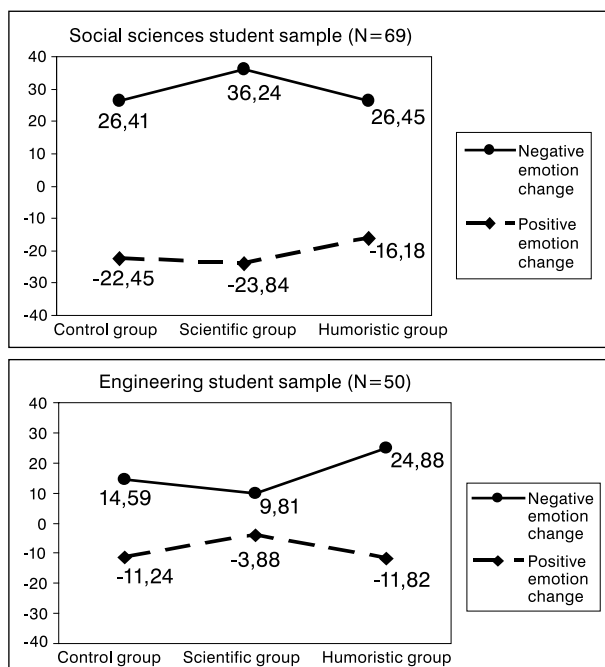 Social sciences student sample (N=69)
40
30
20
10
0
-10
-20
-30
-40
26,41
36,24
26,45
-22,45
-23,84
-16,18
Control group
Scientific group
Humoristic group
Negative
emotion
change
Positive
emotion
change
Engineering student sample (N=50)
40
30
20
10
0
-10
-20
-30
-40
14,59
9,81
24,88
-11,24
-3,88
-11,82
Control group
Scientific group
Humoristic group
Negative
emotion
change
Positive
emotion
change